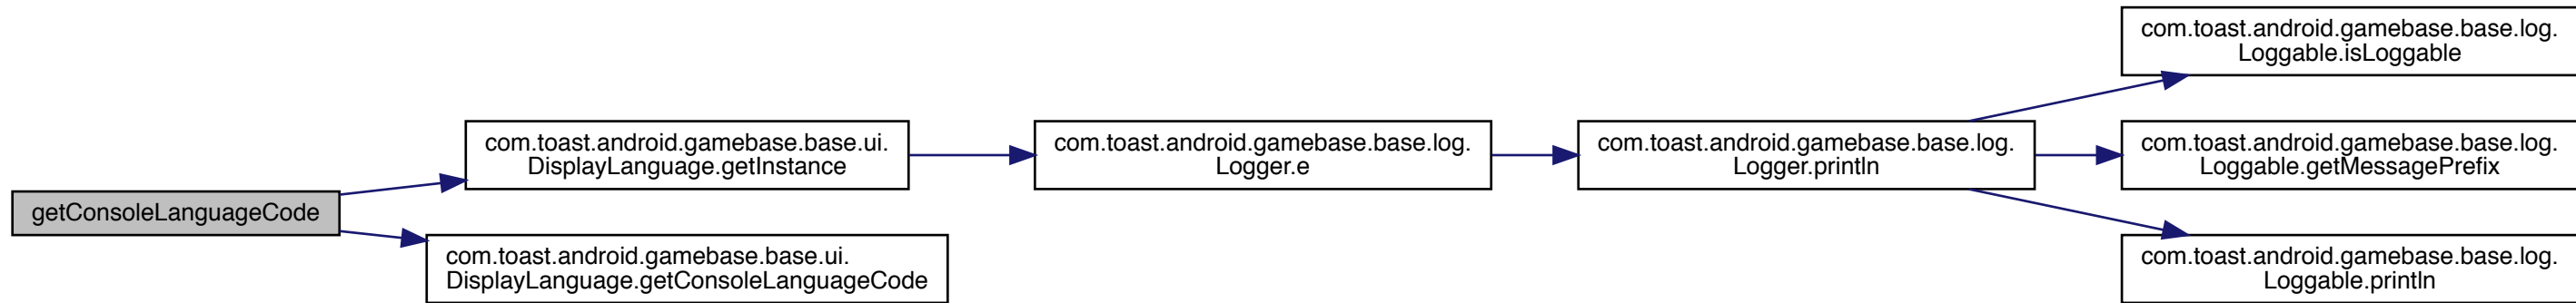 getConsoleLanguageCode
com.toast.android.gamebase.base.ui.
DisplayLanguage.getInstance
com.toast.android.gamebase.base.ui.
DisplayLanguage.getConsoleLanguageCode
com.toast.android.gamebase.base.log.
Logger.e
com.toast.android.gamebase.base.log.
Logger.println
com.toast.android.gamebase.base.log.
Loggable.isLoggable
com.toast.android.gamebase.base.log.
Loggable.getMessagePrefix
com.toast.android.gamebase.base.log.
Loggable.println